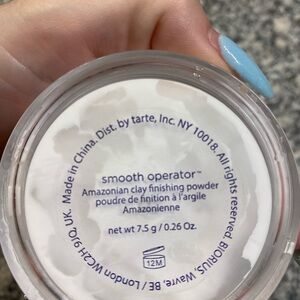 Made in China. Dist. by tarte, Inc. NY 10018. All rights reserved. BIORIUS. Wavre, BE / London WC2H 9JQ, UK.
smooth operator™
Amazonian clay finishing powder
poudre de finition à l'argile
Amazonienne
net wt 7.5 g / 0.26 Oz.
12M